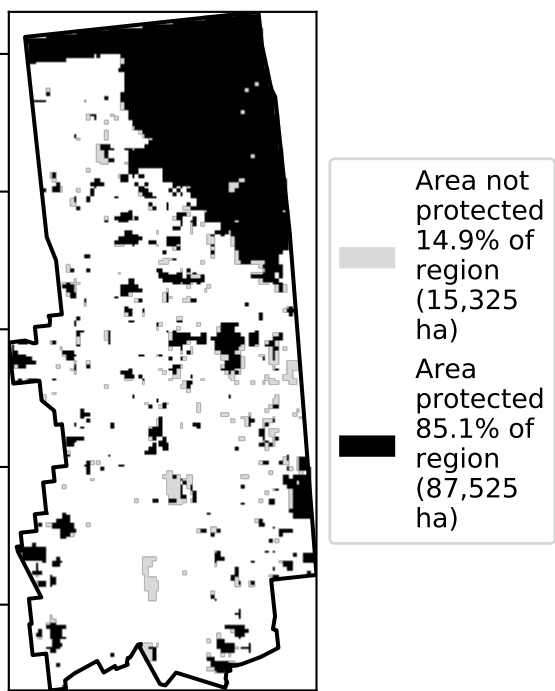 Area not
protected
14.9% of
region
(15,325
ha)
Area
protected
85.1% of
region
(87,525
ha)